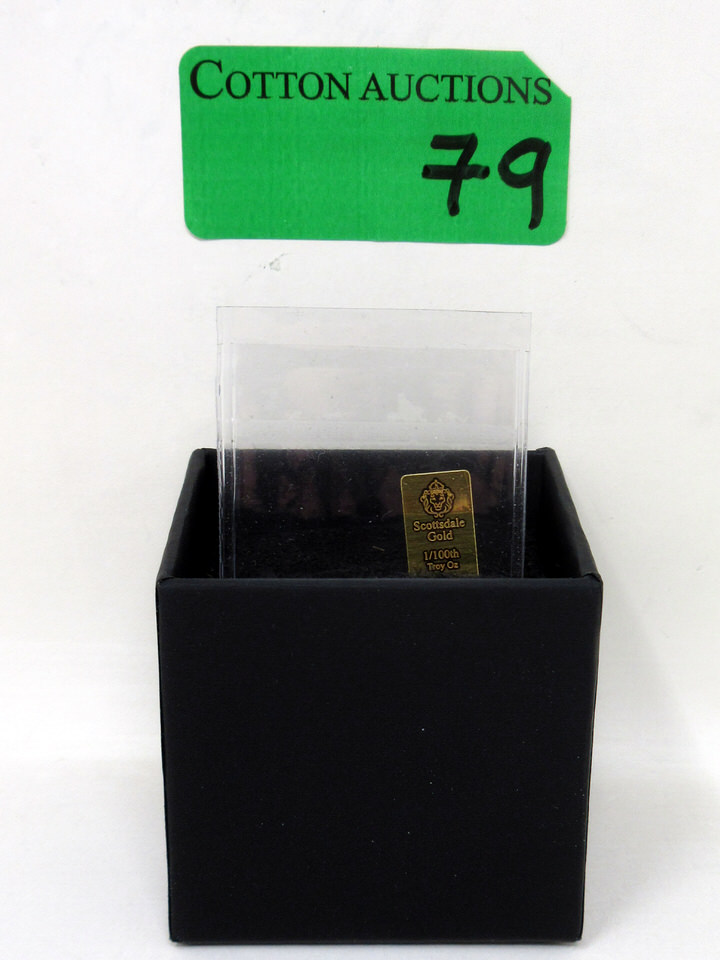 COTTON AUCTIONS
79
Scottsdale
Gold
1/100th
Troy Oz